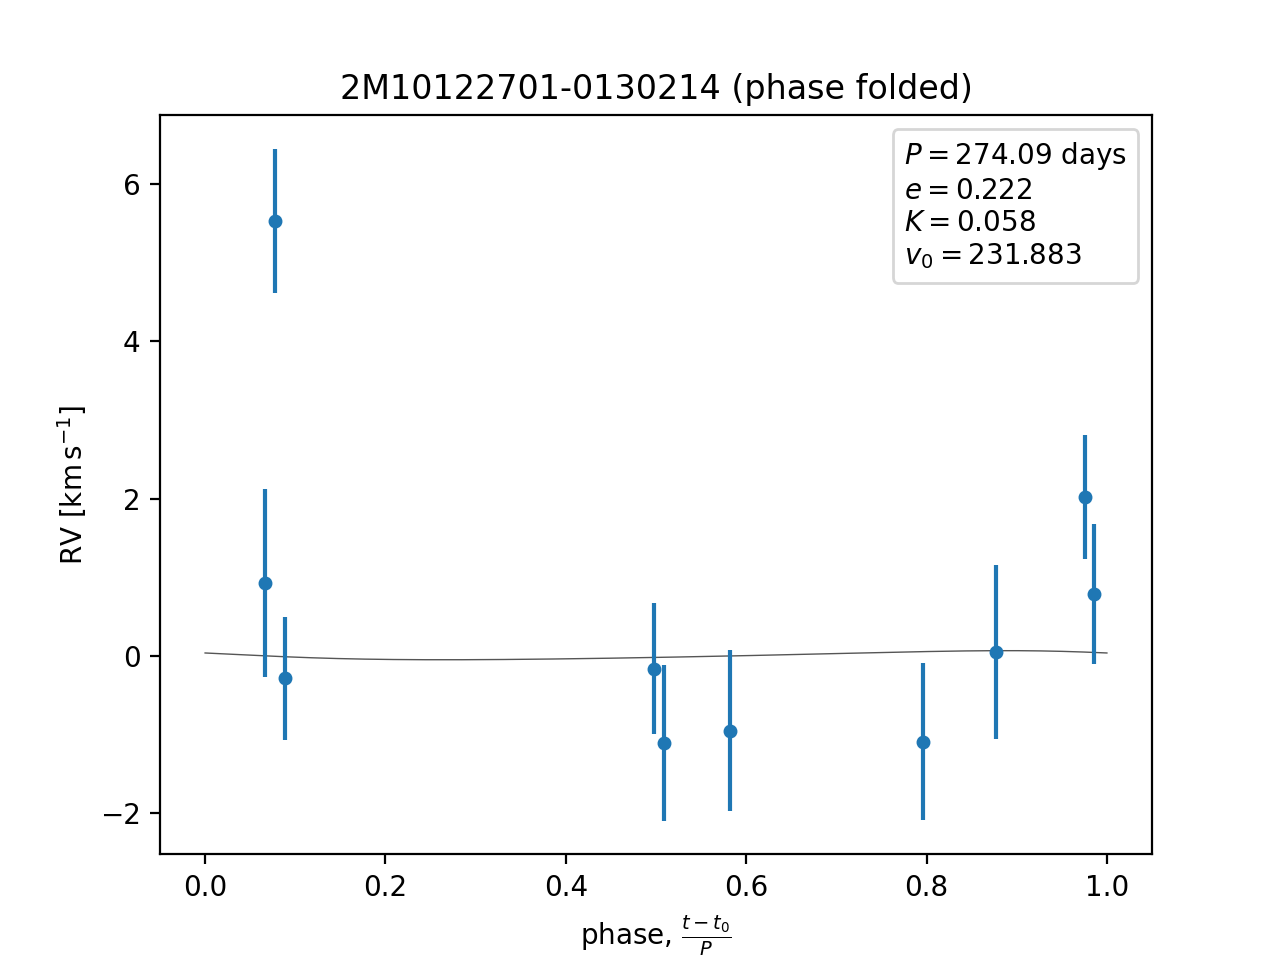 2M10122701-0130214 (phase folded)
P = 274.09 days
e = 0.222
K = 0.058
v₀ = 231.883
6
4
2
0
−2
RV [km s⁻¹]
0.0 0.2 0.4 0.6 0.8 1.0
phase, (t − t₀)/P